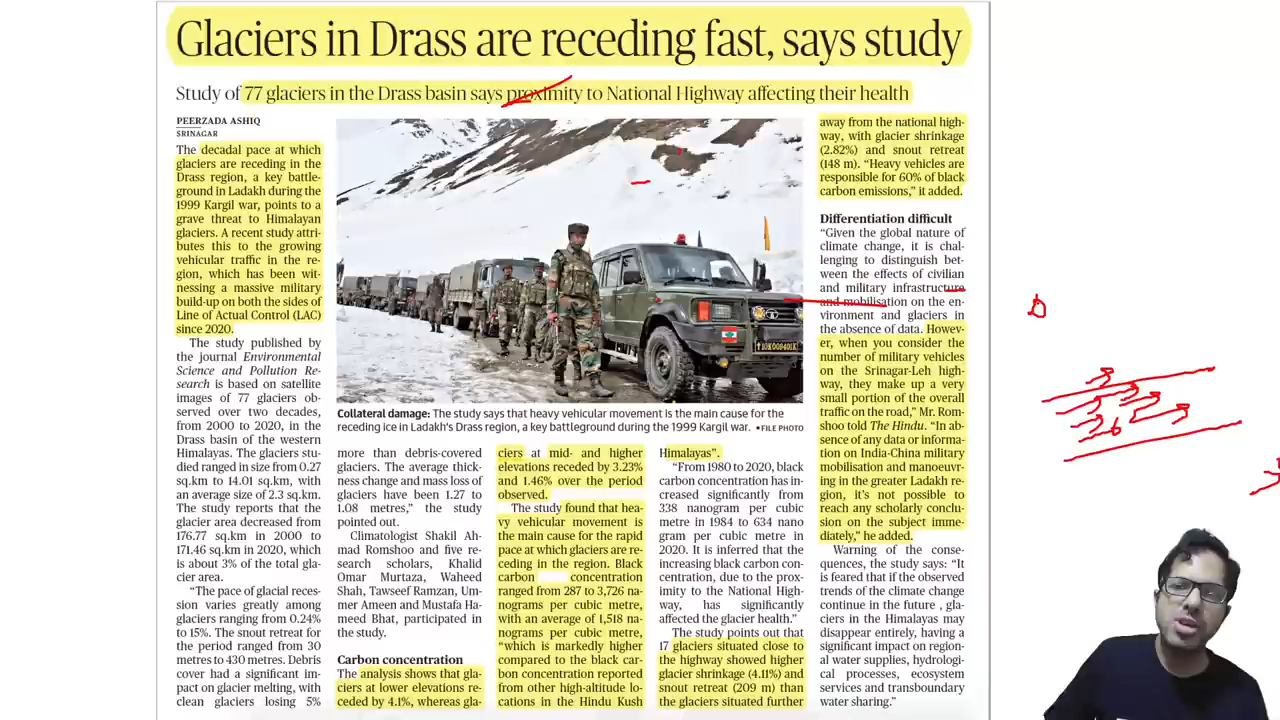 Glaciers in Drass are receding fast, says study
Study of 77 glaciers in the Drass basin says proximity to National Highway affecting their health
PEERZADA ASHIQ
SRINAGAR
The decadal pace at which
glaciers are receding in the
Drass region, a key battle-
ground in Ladakh during the
1999 Kargil war, points to a
grave threat to Himalayan
glaciers. A recent study attri-
butes this to the growing
vehicular traffic in the re-
gion, which has been wit-
nessing a massive military
build-up on both the sides of
Line of Actual Control (LAC)
since 2020.
The study published by
the journal Environmental
Science and Pollution Re-
search is based on satellite
images of 77 glaciers ob-
served over two decades,
from 2000 to 2020, in the
Drass basin of the western
Himalayas. The glaciers stu-
died ranged in size from 0.27
sq.km to 14.01 sq.km, with
an average size of 2.3 sq.km.
The study reports that the
glacier area decreased from
176.77 sq.km in 2000 to
171.46 sq.km in 2020, which
is about 3% of the total gla-
cier area.
"The pace of glacial reces-
sion varies greatly among
glaciers ranging from 0.24%
to 15%. The snout retreat for
the period ranged from 30
metres to 430 metres. Debris
cover had a significant im-
pact on glacier melting, with
clean glaciers losing 5%
Collateral damage: The study says that heavy vehicular movement is the main cause for the
receding ice in Ladakh's Drass region, a key battleground during the 1999 Kargil war. •FILE PHOTO
more than debris-covered
glaciers. The average thick-
ness change and mass loss of
glaciers have been 1.27 to
1.08 metres," the study
pointed out.
Climatologist Shakil Ah-
mad Romshoo and five re-
search scholars, Khalid
Omar Murtaza, Waheed
Shah, Tawseef Ramzan, Um-
mer Ameen and Mustafa Ha-
meed Bhat, participated in
the study.
Carbon concentration
The analysis shows that gla-
ciers at lower elevations re-
ceded by 4.1%, whereas gla-
ciers at mid- and higher
elevations receded by 3.23%
and 1.46% over the period
observed.
The study found that hea-
vy vehicular movement is
the main cause for the rapid
pace at which glaciers are re-
ceding in the region. Black
carbon concentration
ranged from 287 to 3,726 na-
nograms per cubic metre,
with an average of 1,518 na-
nograms per cubic metre,
"which is markedly higher
compared to the black car-
bon concentration reported
from other high-altitude lo-
cations in the Hindu Kush
Himalayas".
"From 1980 to 2020, black
carbon concentration has in-
creased significantly from
338 nanogram per cubic
metre in 1984 to 634 nano
gram per cubic metre in
2020. It is inferred that the
increasing black carbon con-
centration, due to the prox-
imity to the National High-
way, has significantly
affected the glacier health."
The study points out that
17 glaciers situated close to
the highway showed higher
glacier shrinkage (4.11%) and
snout retreat (209 m) than
the glaciers situated further
away from the national high-
way, with glacier shrinkage
(2.82%) and snout retreat
(148 m). "Heavy vehicles are
responsible for 60% of black
carbon emissions," it added.
Differentiation difficult
"Given the global nature of
climate change, it is chal-
lenging to distinguish bet-
ween the effects of civilian
and military infrastructure
and mobilisation on the en-
vironment and glaciers in
the absence of data. Howev-
er, when you consider the
number of military vehicles
on the Srinagar-Leh high-
way, they make up a very
small portion of the overall
traffic on the road," Mr. Rom-
shoo told The Hindu. "In ab-
sence of any data or informa-
tion on India-China military
mobilisation and manoeuvr-
ing in the greater Ladakh re-
gion, it's not possible to
reach any scholarly conclu-
sion on the subject imme-
diately," he added.
Warning of the conse-
quences, the study says: "It
is feared that if the observed
trends of the climate change
continue in the future , gla-
ciers in the Himalayas may
disappear entirely, having a
significant impact on region-
al water supplies, hydrologi-
cal processes, ecosystem
services and transboundary
water sharing."